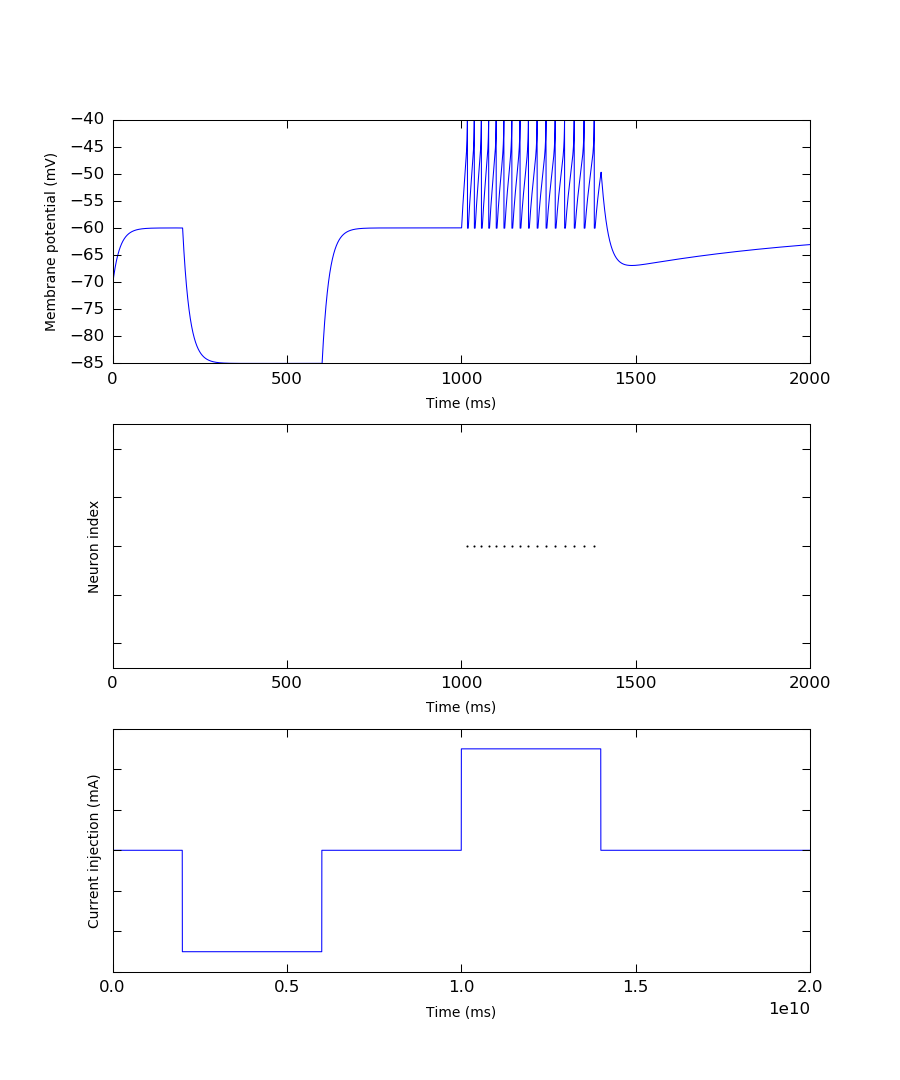 −40
−45
−50
−55
−60
−65
−70
−75
−80
−85
Membrane potential (mV)
0 500 1000 1500 2000
Time (ms)
Neuron index
0 500 1000 1500 2000
Time (ms)
Current injection (mA)
0.0 0.5 1.0 1.5 2.0
1e10
Time (ms)